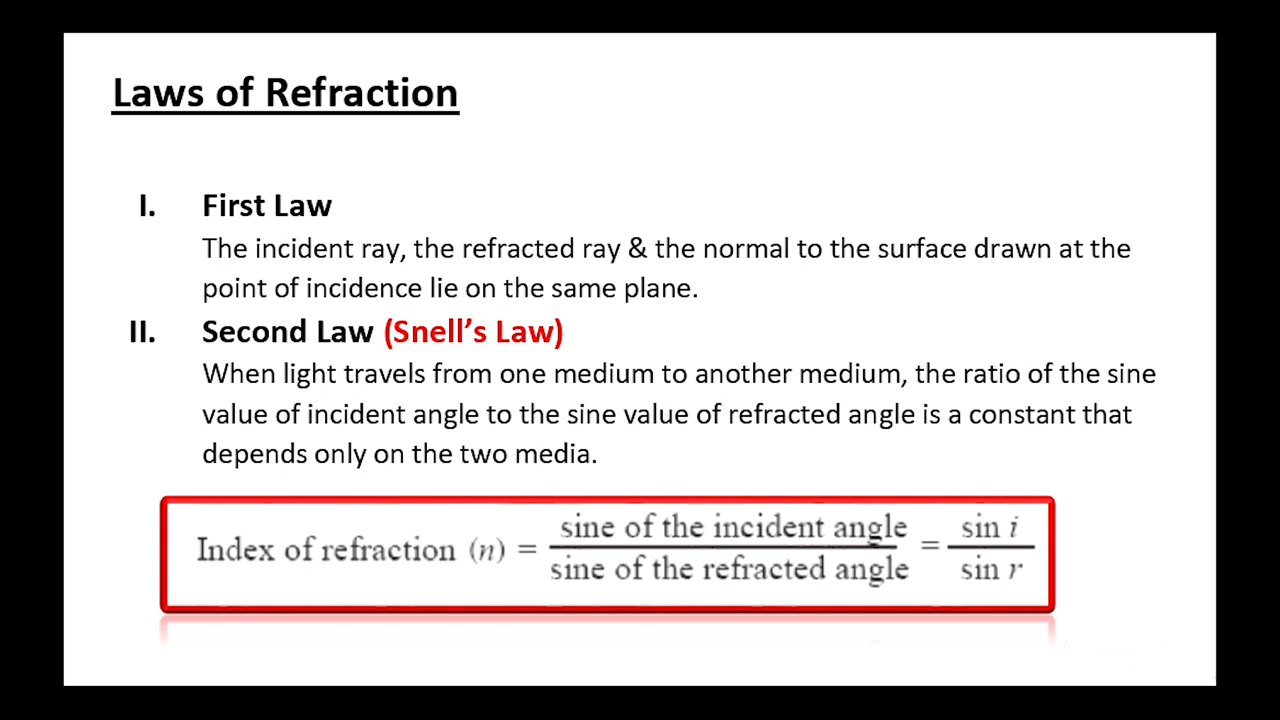 Laws of Refraction
I. First Law
The incident ray, the refracted ray & the normal to the surface drawn at the
point of incidence lie on the same plane.
II. Second Law (Snell’s Law)
When light travels from one medium to another medium, the ratio of the sine
value of incident angle to the sine value of refracted angle is a constant that
depends only on the two media.
Index of refraction (n) = sine of the incident angle / sine of the refracted angle = sin i / sin r